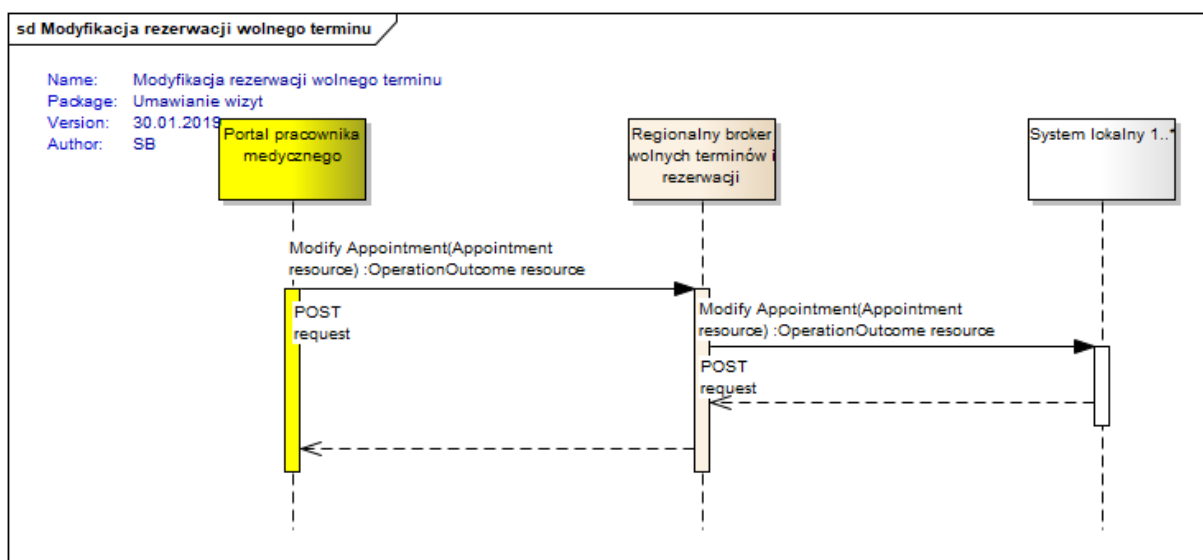 sd Modyfikacja rezerwacji wolnego terminu
Name: Modyfikacja rezerwacji wolnego terminu
Package: Umawianie wizyt
Version: 30.01.2019
Author: SB
Portal pracownika
medycznego
Regionalny broker
wolnych terminów i
rezerwacji
System lokalny 1..*
Modify Appointment(Appointment
resource) :OperationOutcome resource
POST
request
Modify Appointment(Appointment
resource) :OperationOutcome resource
POST
request